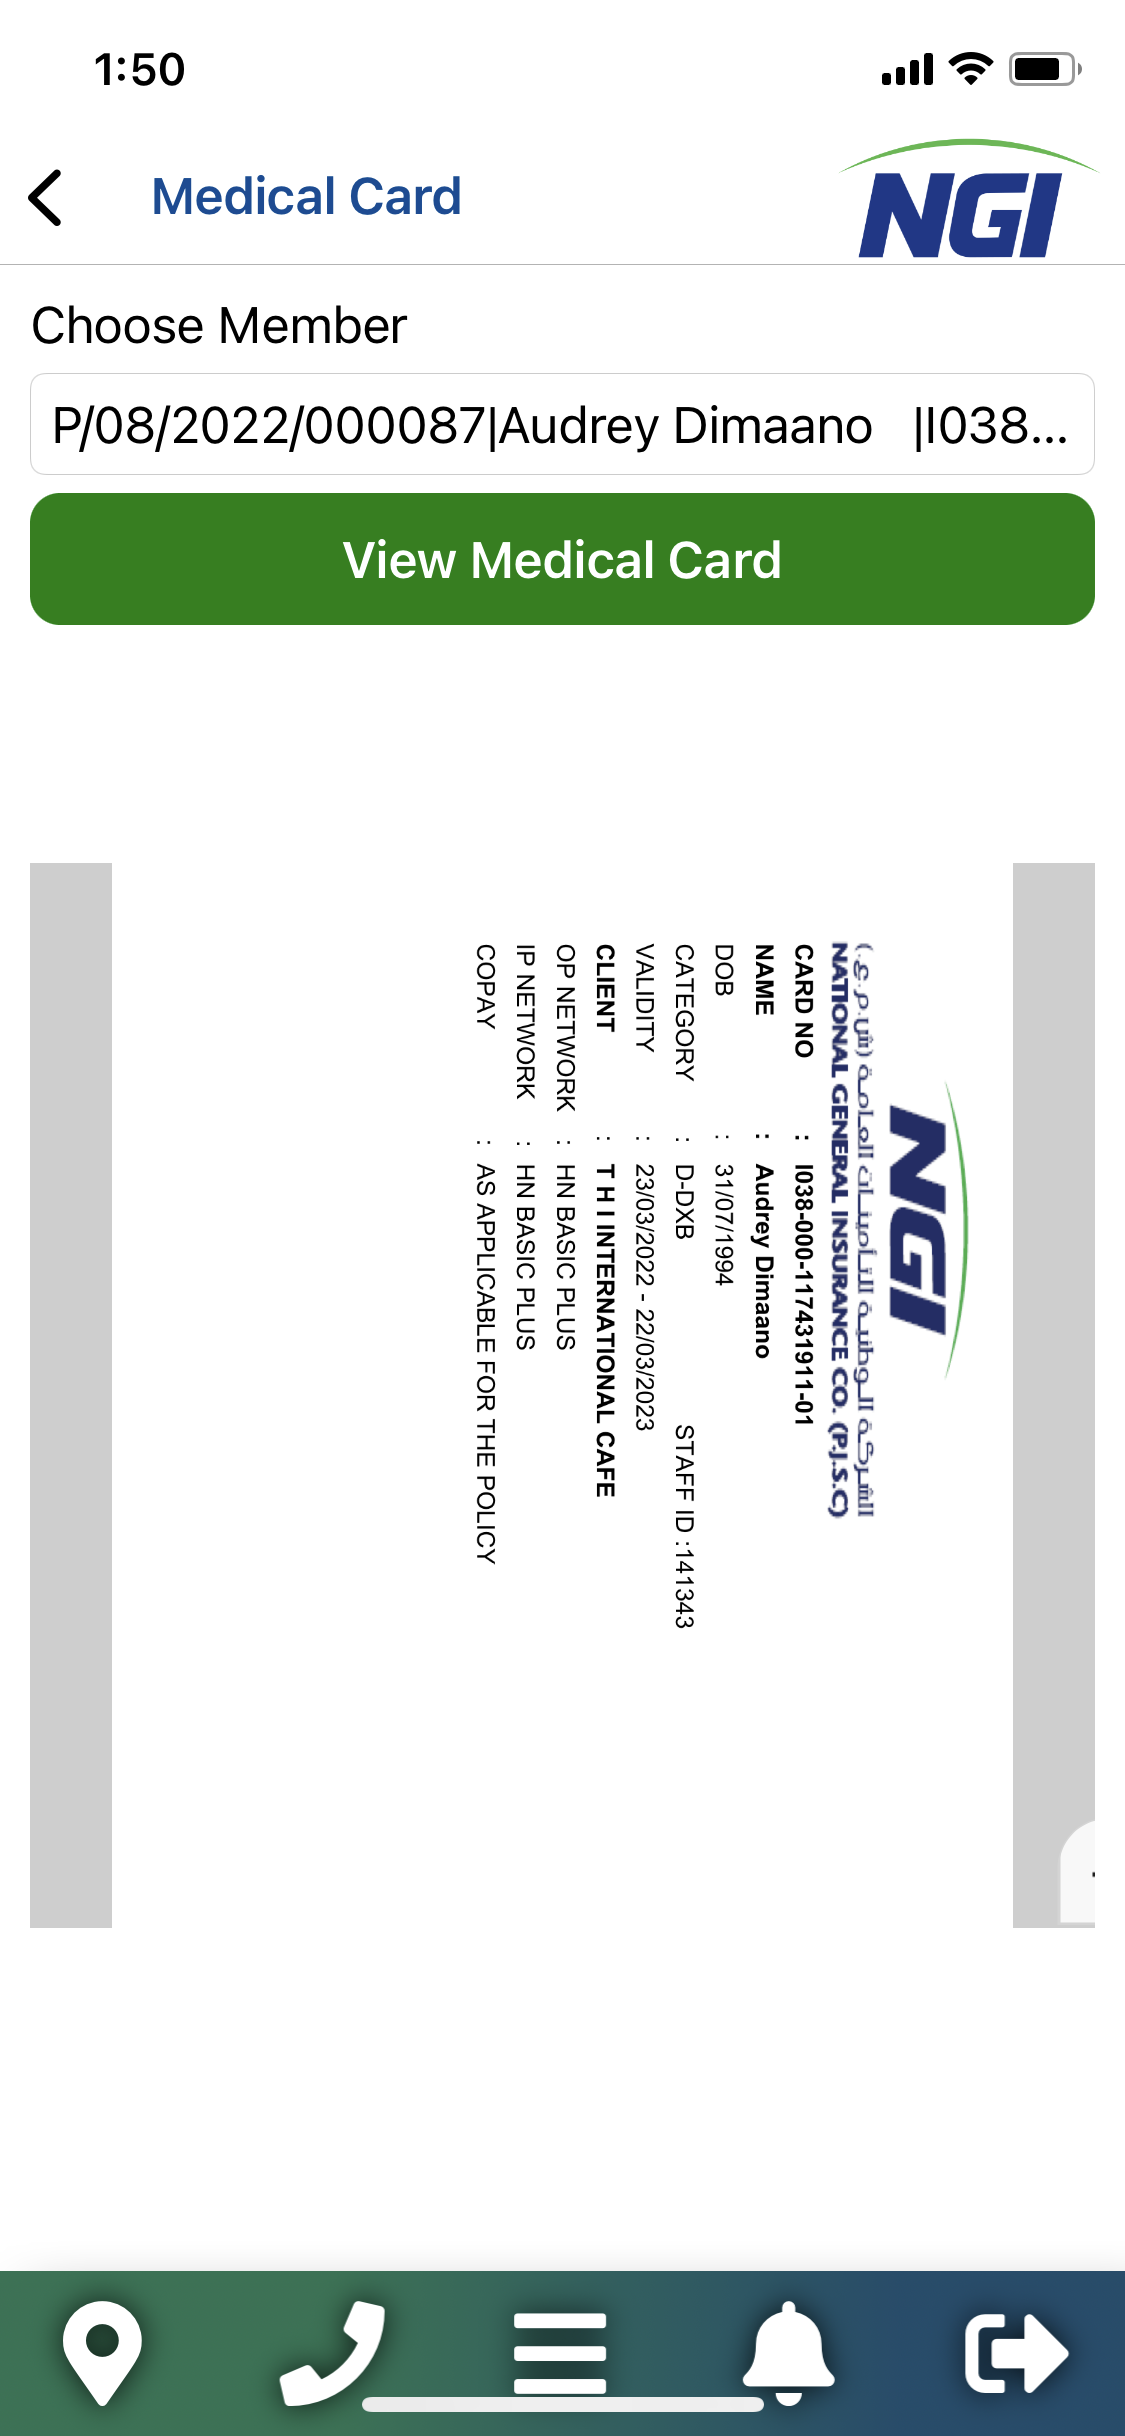 1:50
Medical Card
NGI
Choose Member
P/08/2022/000087|Audrey Dimaano |I038...
View Medical Card
NGI
الشركة الوطنية للتأمينات العامة (ش.م.ع.)
NATIONAL GENERAL INSURANCE CO. (P.J.S.C)
CARD NO : I038-000-117431911-01
NAME : Audrey Dimaano
DOB : 31/07/1994
CATEGORY : D-DXB STAFF ID :141343
VALIDITY : 23/03/2022 - 22/03/2023
CLIENT : T H I INTERNATIONAL CAFE
OP NETWORK : HN BASIC PLUS
IP NETWORK : HN BASIC PLUS
COPAY : AS APPLICABLE FOR THE POLICY